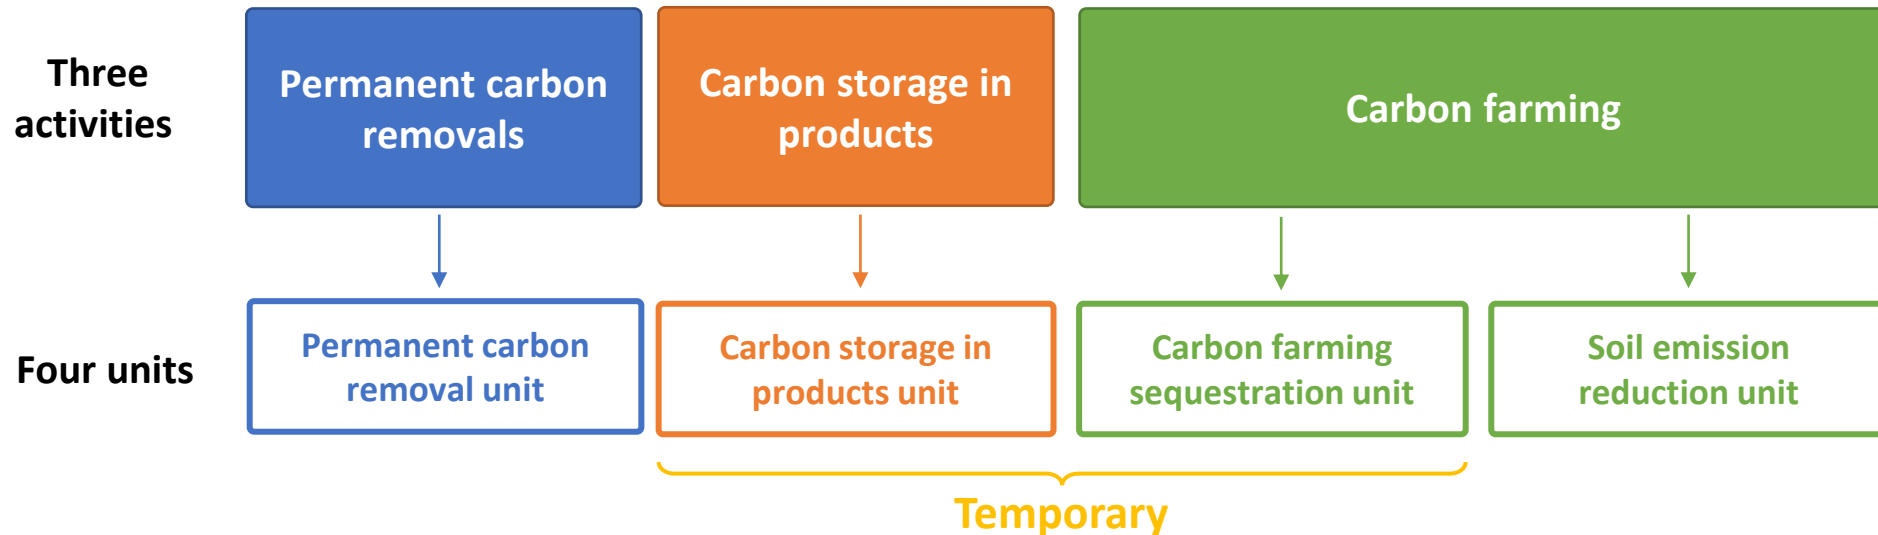 Three
activities
Permanent carbon
removals
Carbon storage in
products
Carbon farming
Four units
Permanent carbon
removal unit
Carbon storage in
products unit
Carbon farming
sequestration unit
Soil emission
reduction unit
Temporary